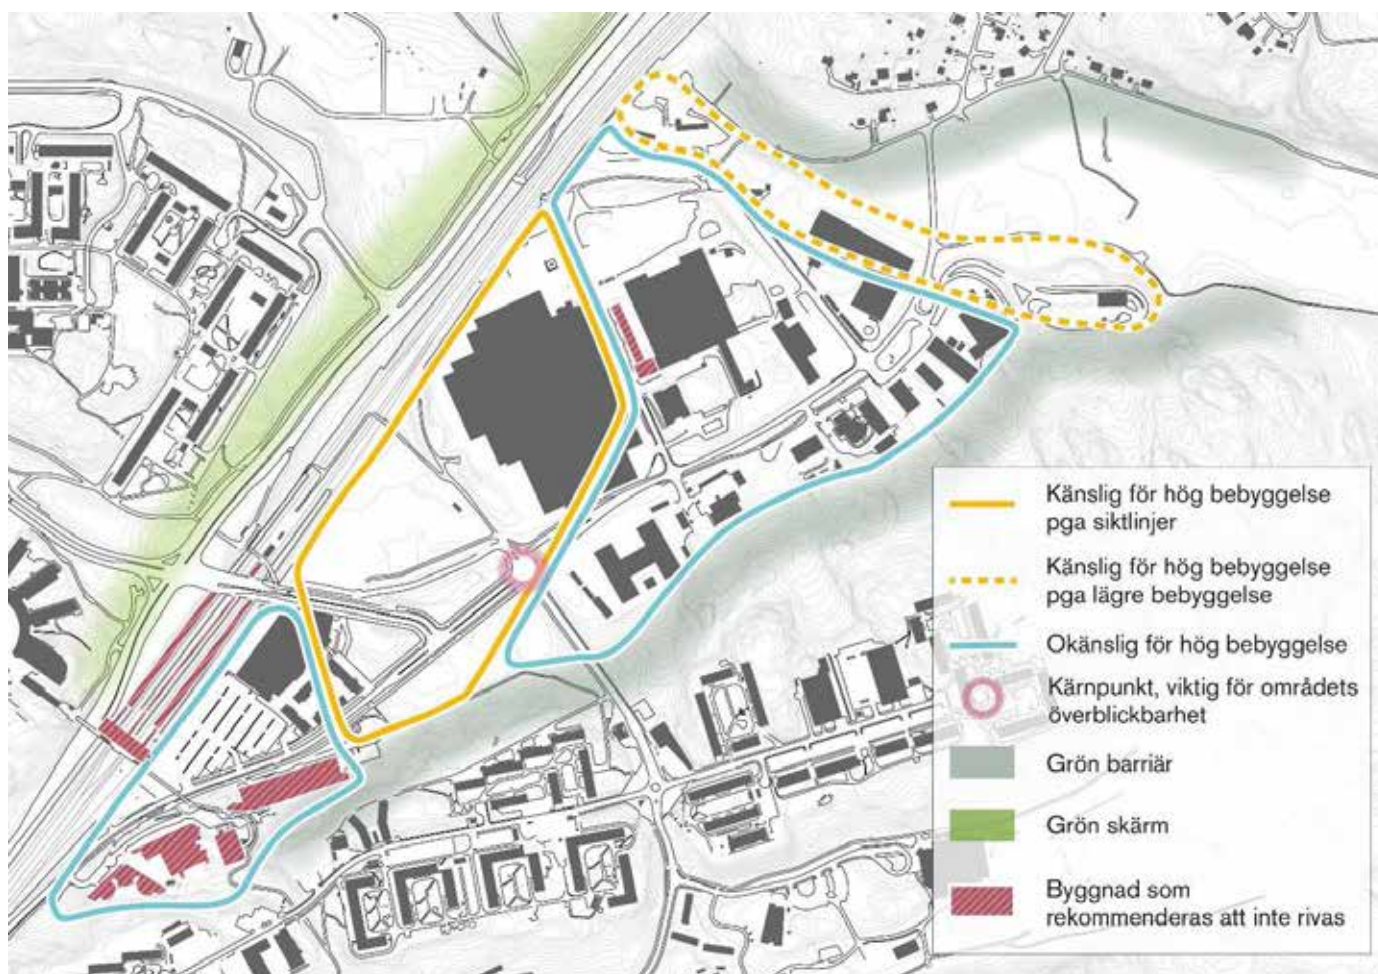 Känslig för hög bebyggelse
pga siktlinjer
Känslig för hög bebyggelse
pga lägre bebyggelse
Okänslig för hög bebyggelse
Kärnpunkt, viktig för områdets
överblickbarhet
Grön barriär
Grön skärm
Byggnad som
rekommenderas att inte rivas